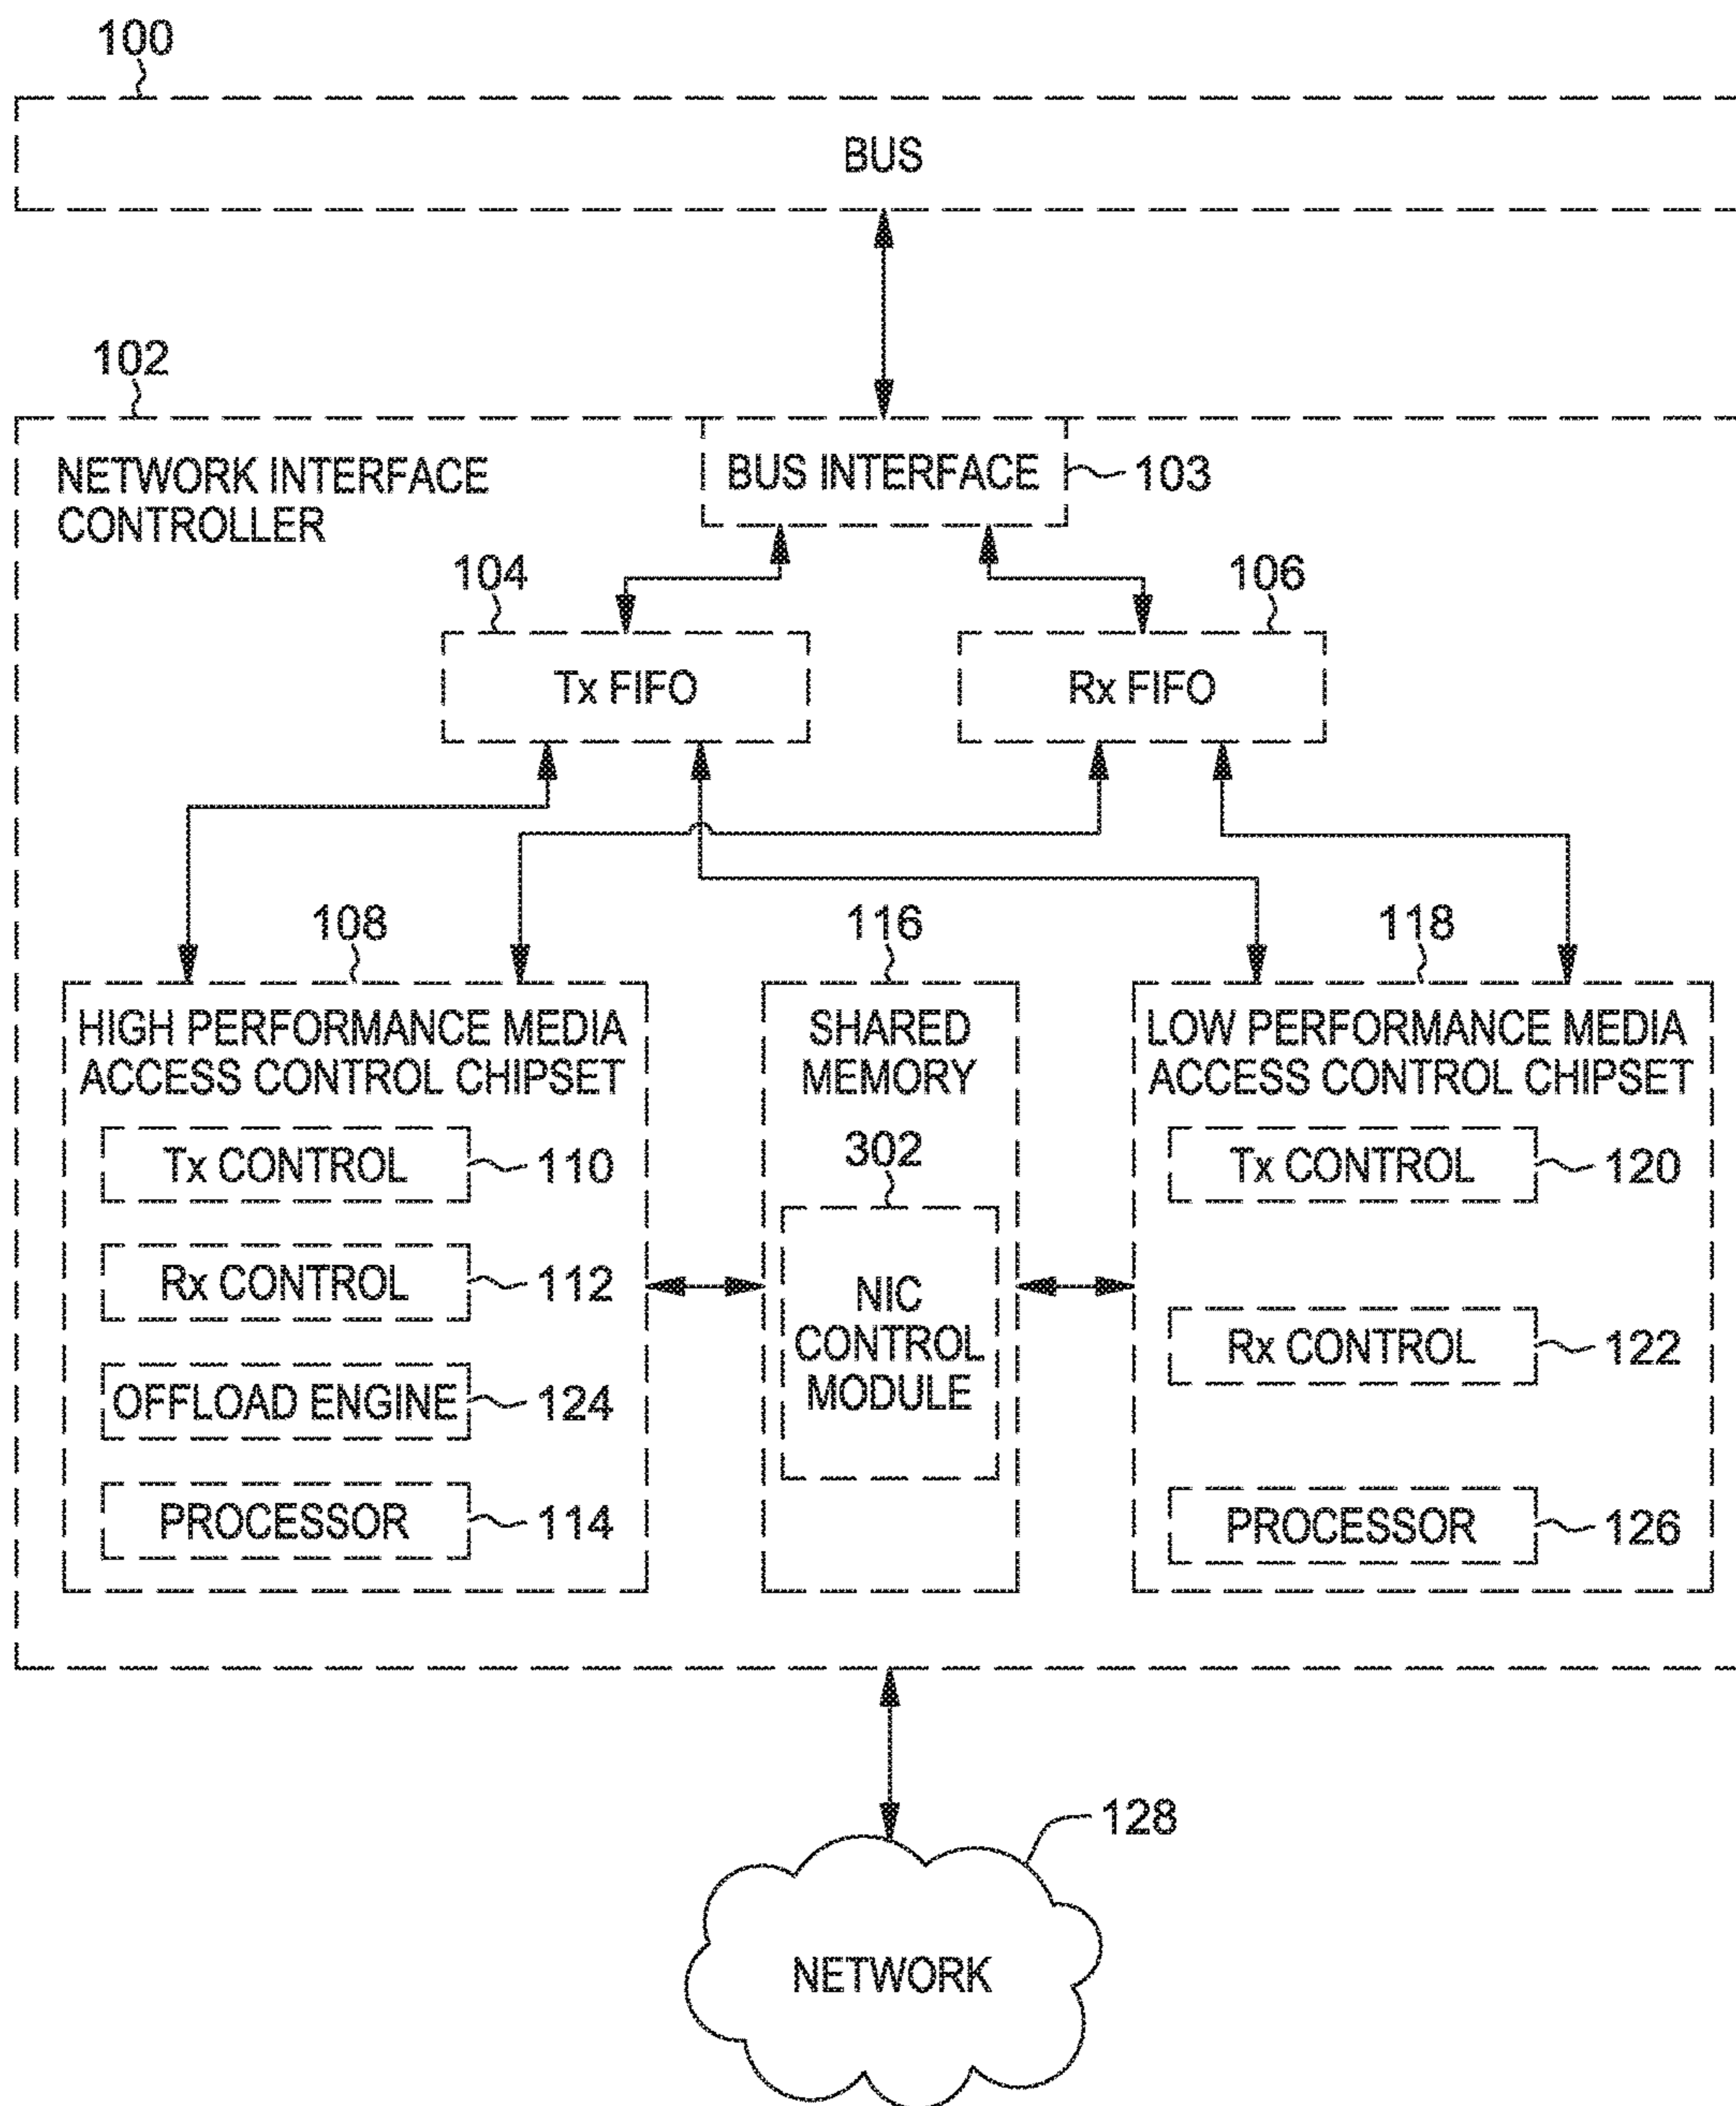 100
BUS
102
NETWORK INTERFACE
CONTROLLER
BUS INTERFACE
103
104
106
Tx FIFO
Rx FIFO
108
116
118
HIGH PERFORMANCE MEDIA
ACCESS CONTROL CHIPSET
Tx CONTROL
110
Rx CONTROL
112
OFFLOAD ENGINE
124
PROCESSOR
114
SHARED
MEMORY
302
NIC
CONTROL
MODULE
LOW PERFORMANCE MEDIA
ACCESS CONTROL CHIPSET
Tx CONTROL
120
Rx CONTROL
122
PROCESSOR
126
128
NETWORK